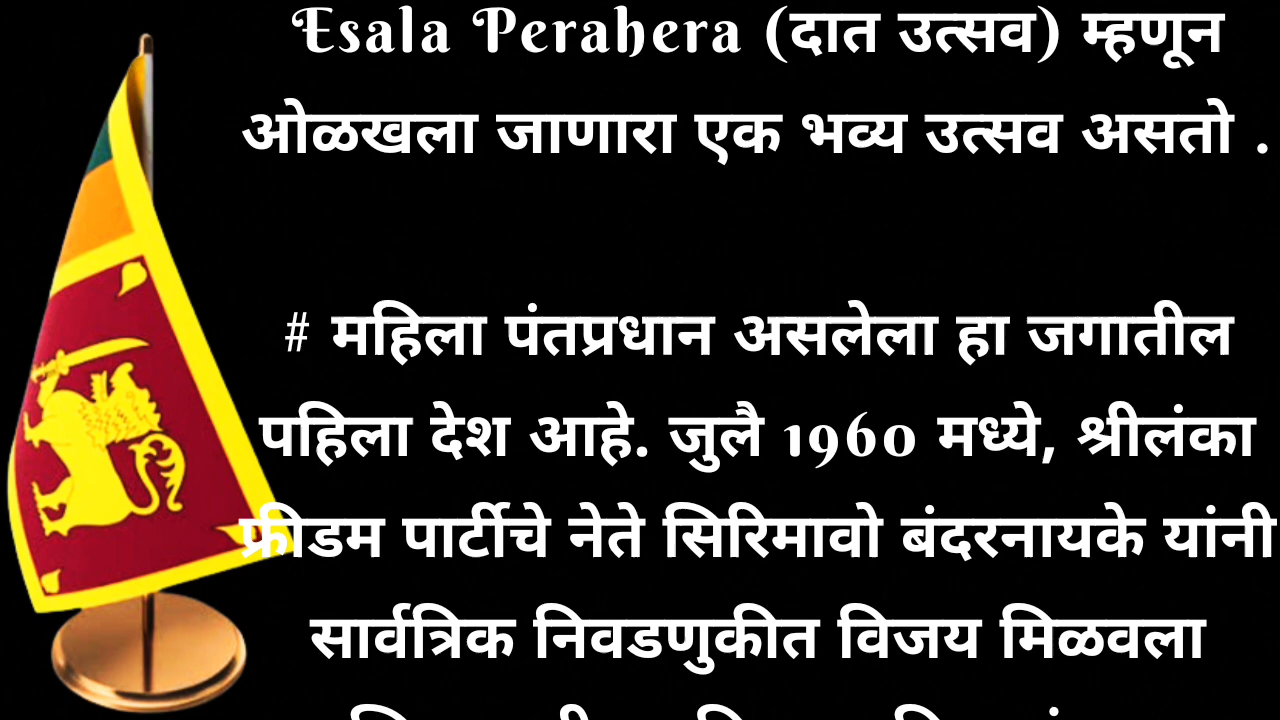 Esala Perahera (दात उत्सव) म्हणून
ओळखला जाणारा एक भव्य उत्सव असतो .
# महिला पंतप्रधान असलेला हा जगातील
पहिला देश आहे. जुलै 1960 मध्ये, श्रीलंका
फ्रीडम पार्टीचे नेते सिरिमावो बंदरनायके यांनी
सार्वत्रिक निवडणुकीत विजय मिळवला